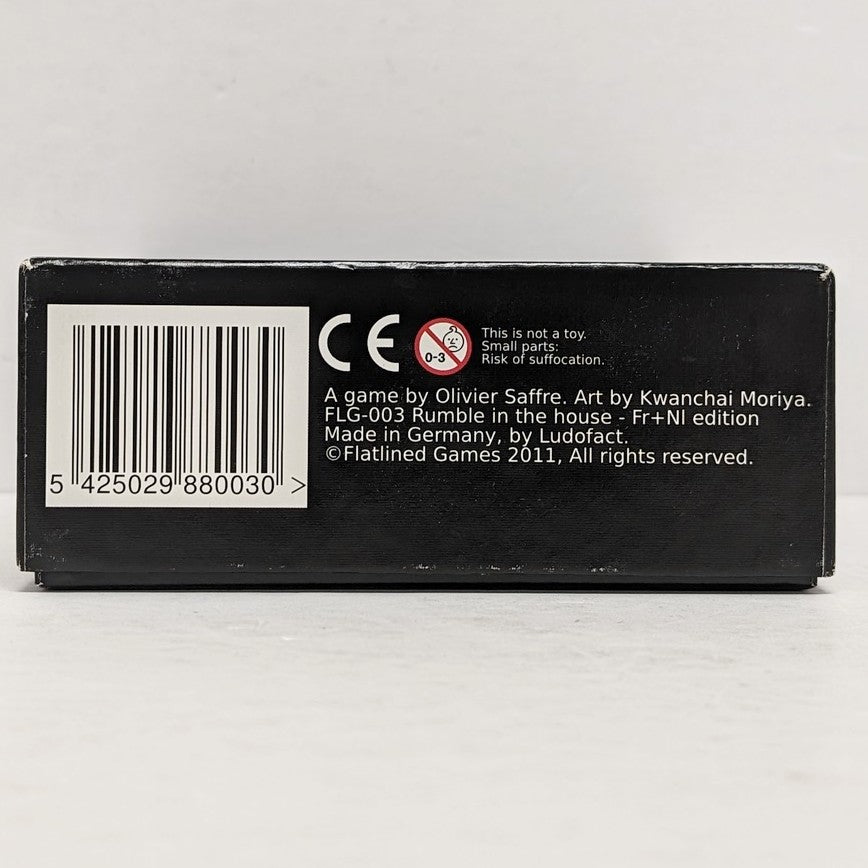 5 425029 880030 >
CE
0-3
This is not a toy.
Small parts:
Risk of suffocation.
A game by Olivier Saffre. Art by Kwanchai Moriya.
FLG-003 Rumble in the house - Fr+Nl edition
Made in Germany, by Ludofact.
©Flatlined Games 2011, All rights reserved.